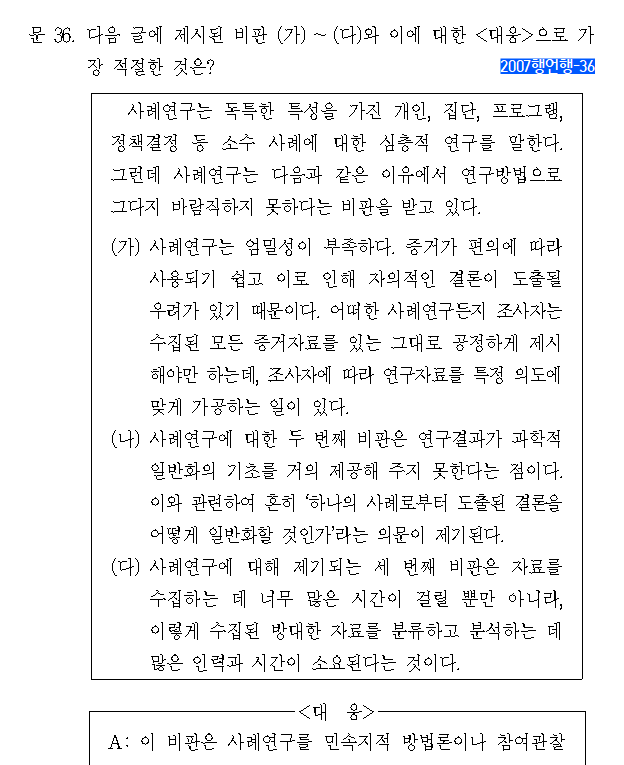 문 36. 다음 글에 제시된 비판 (가) ~ (다)와 이에 대한 <대응>으로 가
장 적절한 것은?
2007행언행-36
사례연구는 독특한 특성을 가진 개인, 집단, 프로그램,
정책결정 등 소수 사례에 대한 심층적 연구를 말한다.
그런데 사례연구는 다음과 같은 이유에서 연구방법으로
그다지 바람직하지 못하다는 비판을 받고 있다.
(가) 사례연구는 엄밀성이 부족하다. 증거가 편의에 따라
사용되기 쉽고 이로 인해 자의적인 결론이 도출될
우려가 있기 때문이다. 어떠한 사례연구든지 조사자는
수집된 모든 증거자료를 있는 그대로 공정하게 제시
해야만 하는데, 조사자에 따라 연구자료를 특정 의도에
맞게 가공하는 일이 있다.
(나) 사례연구에 대한 두 번째 비판은 연구결과가 과학적
일반화의 기초를 거의 제공해 주지 못한다는 점이다.
이와 관련하여 흔히 ‘하나의 사례로부터 도출된 결론을
어떻게 일반화할 것인가’라는 의문이 제기된다.
(다) 사례연구에 대해 제기되는 세 번째 비판은 자료를
수집하는 데 너무 많은 시간이 걸릴 뿐만 아니라,
이렇게 수집된 방대한 자료를 분류하고 분석하는 데
많은 인력과 시간이 소요된다는 것이다.
<대 응>
A: 이 비판은 사례연구를 민속지적 방법론이나 참여관찰